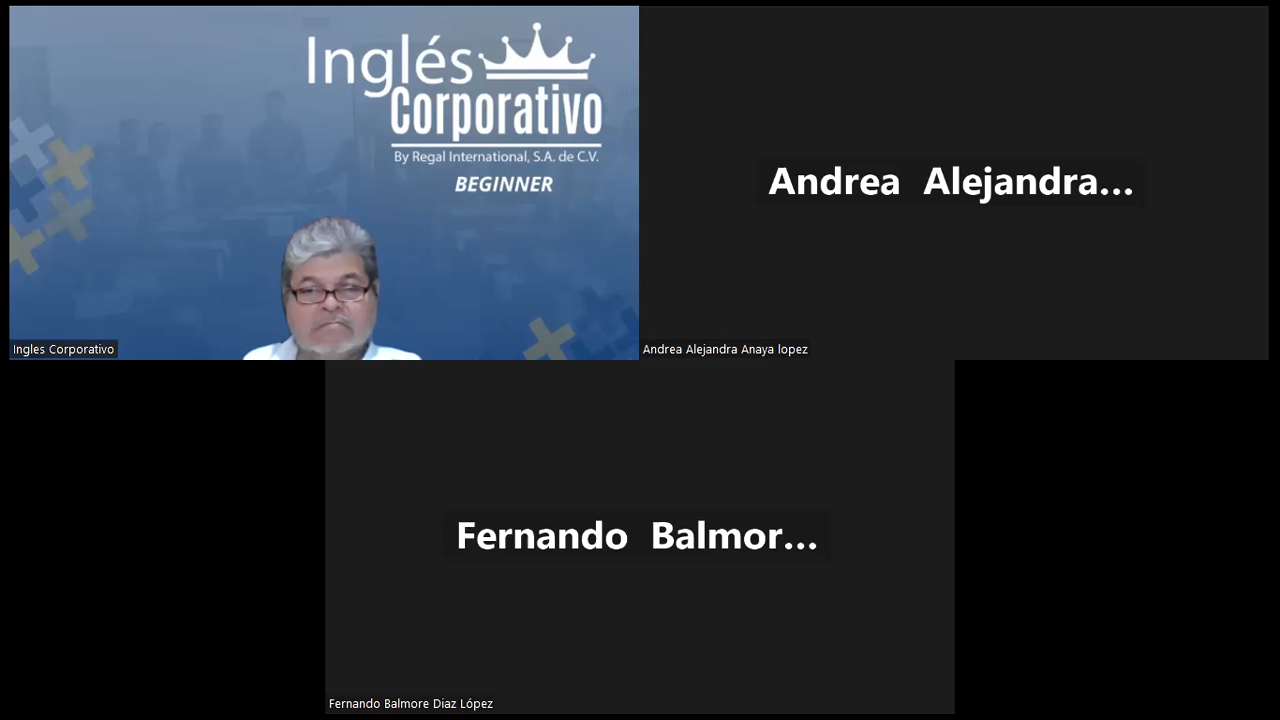 Inglés
Corporativo
By Regal International, S.A. de C.V.
BEGINNER
Ingles Corporativo
Andrea Alejandra...
Andrea Alejandra Anaya lopez
Fernando Balmor...
Fernando Balmore Diaz López